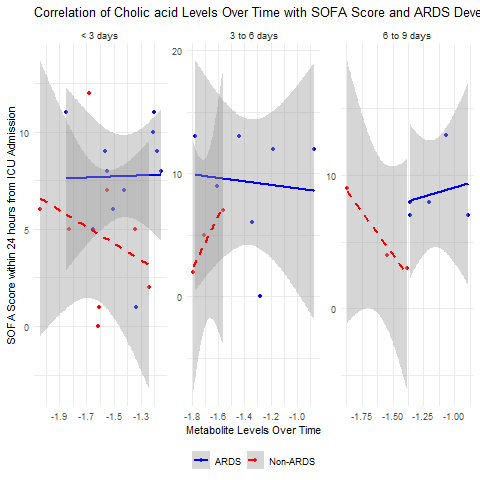 Correlation of Cholic acid Levels Over Time with SOFA Score and ARDS Deve
< 3 days
3 to 6 days
6 to 9 days
SOFA Score within 24 hours from ICU Admission
10
5
0
20
10
0
10
0
-1.9 -1.7 -1.5 -1.3
-1.8 -1.6 -1.4 -1.2 -1.0
-1.75 -1.50 -1.25 -1.00
Metabolite Levels Over Time
ARDS
Non-ARDS